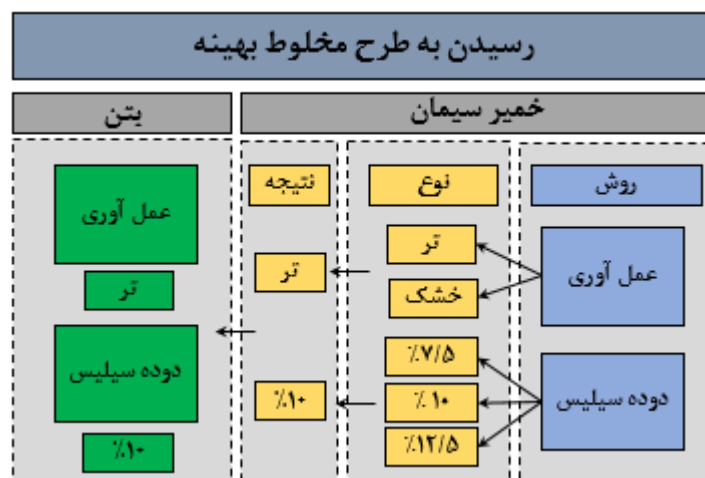 رسیدن به طرح مخلوط بهینه
خمیر سیمان
بتن
روش
نوع
نتیجه
عمل آوری
تر
خشک
تر
عمل آوری
تر
دوده سیلیس
٪۷/۵
٪۱۰
٪۱۲/۵
٪۱۰
دوده سیلیس
٪۱۰